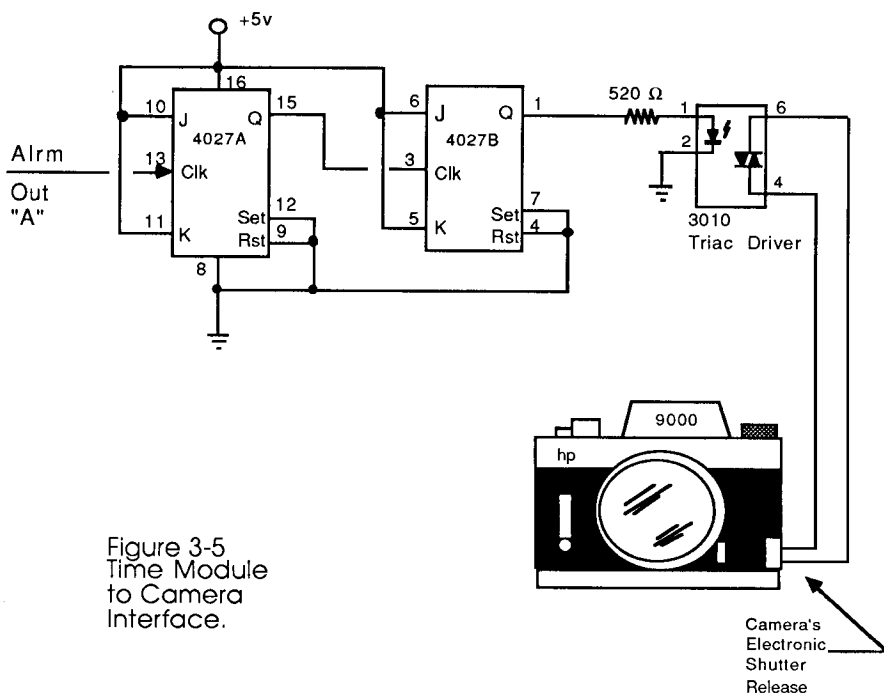 +5v
16
10
J
Q
15
4027A
Alrm
Out
"A"
13
Clk
12
Set
9
Rst
11
K
8
6
J
Q
1
4027B
3
Clk
7
Set
4
Rst
5
K
520 Ω
1
2
6
4
3010
Triac Driver
9000
hp
Figure 3-5
Time Module
to Camera
Interface.
Camera's
Electronic
Shutter
Release